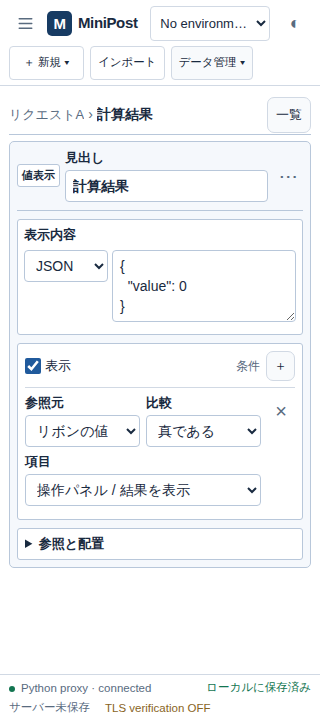 M MiniPost No environm…
＋ 新規 ▾ インポート データ管理 ▾
リクエストA › 計算結果 一覧
見出し
値表示 計算結果 ···
表示内容
JSON
{
"value": 0
}
表示 条件 ＋
参照元 比較 ×
リボンの値 真である
項目
操作パネル / 結果を表示
▶ 参照と配置
Python proxy · connected ローカルに保存済み
サーバー未保存 TLS verification OFF